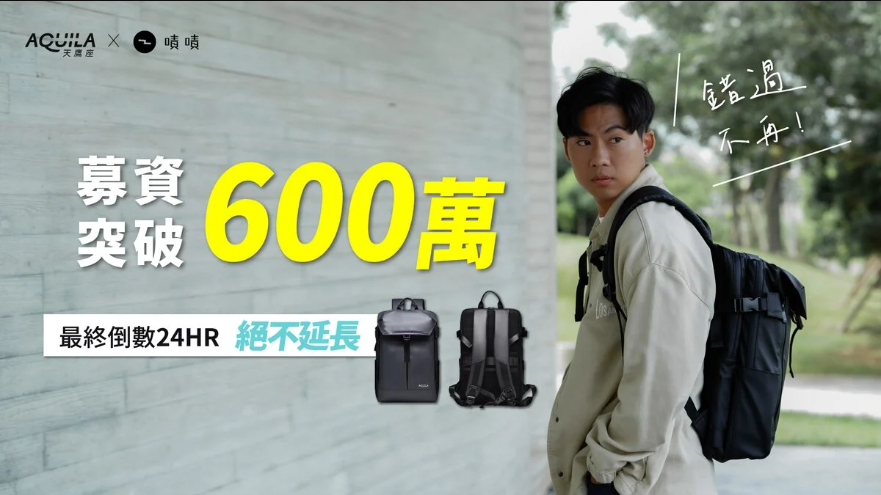 AQUILA 天鷹座 × 嘖嘖
募資
突破
600萬
最終倒數24HR 絕不延長
錯過
不再!
AQUILA